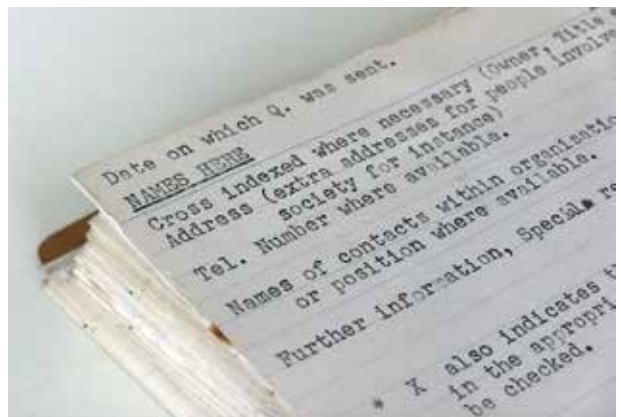 Date on which Q. was sent.
NAMES HERE
Cross indexed where necessary (Owner, Title
Address (extra addresses for people involve
society for instance)
Tel. Number where available.
Names of contacts within organisatio
or position where available.
Further information, Special re
* X also indicates t
in the appropri
be checked.